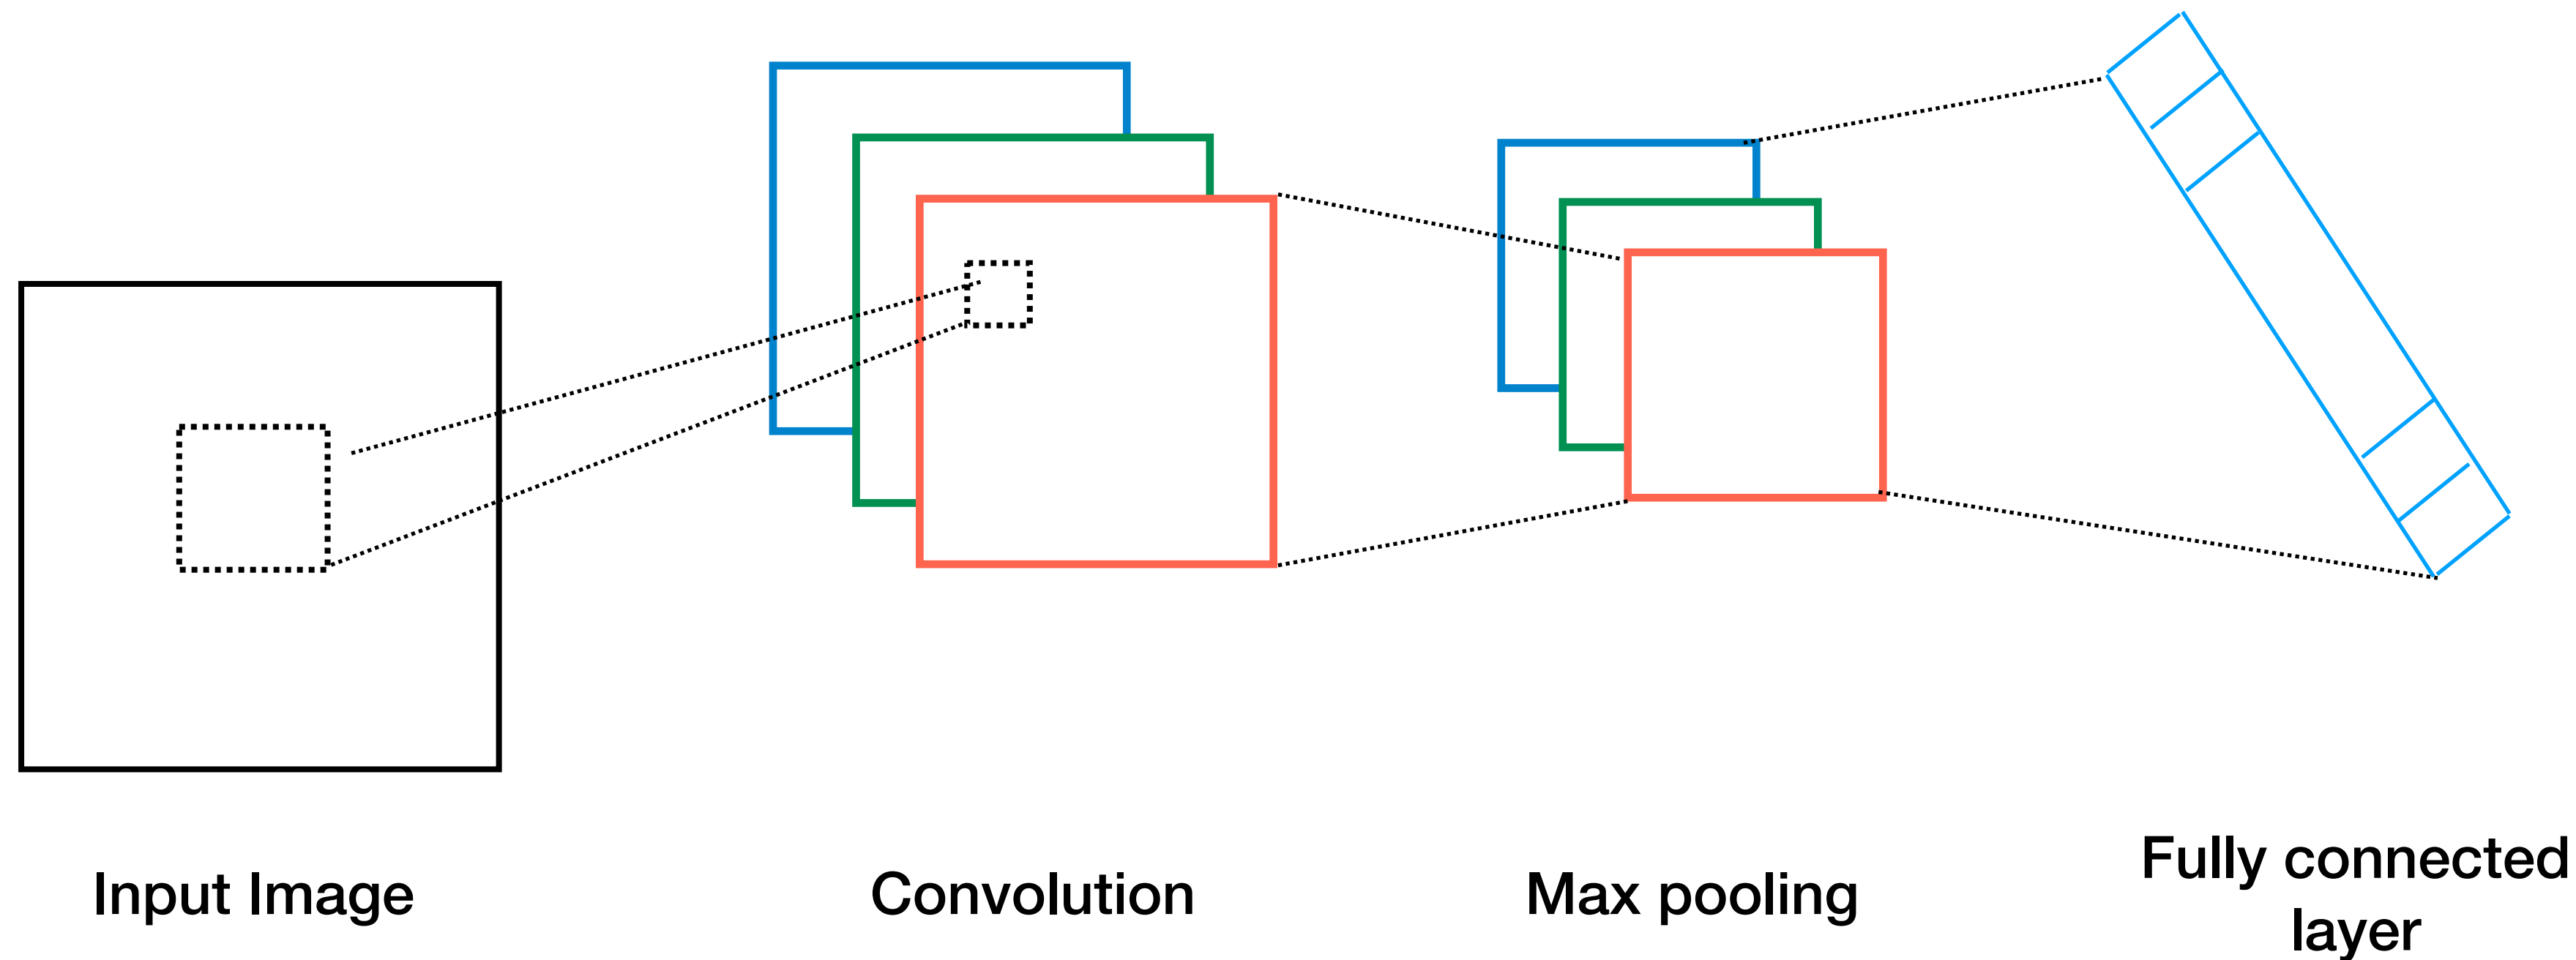 Input Image
Convolution
Max pooling
Fully connected
layer